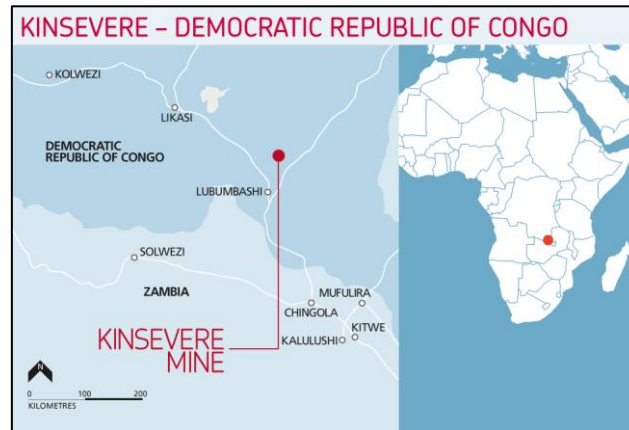 KINSEVERE – DEMOCRATIC REPUBLIC OF CONGO
KOLWEZI
LIKASI
DEMOCRATIC
REPUBLIC OF CONGO
LUBUMBASHI
SOLWEZI
ZAMBIA
MUFULIRA
CHINGOLA
KITWE
KALULUSHI
KINSEVERE
MINE
N
0 100 200
KILOMETRES